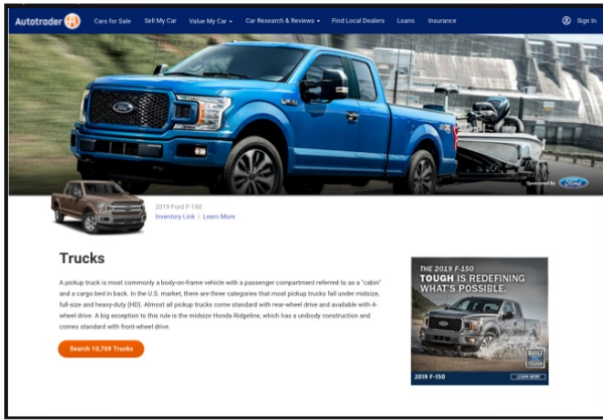 Autotrader
Cars for Sale Sell My Car Value My Car Car Research & Reviews Find Local Dealers Loans Insurance Sign In
Ford
Sponsored By Ford
2019 Ford F-150
Inventory Link | Learn More
Trucks
A pickup truck is most commonly a body-on-frame vehicle with a passenger compartment referred to as a "cabin"
and a cargo bed in back. In the U.S. market, there are three categories that most pickup trucks fall under midsize,
full-size and heavy-duty (HD). Almost all pickup trucks come standard with rear-wheel drive and available with 4-
wheel drive. A big exception to this rule is the midsize Honda Ridgeline, which has a unibody construction and
comes standard with front-wheel drive.
Search 10,769 Trucks
THE 2019 F-150
TOUGH IS REDEFINING
WHAT'S POSSIBLE.
BUILT
TOUGH
2019 F-150
LEARN MORE